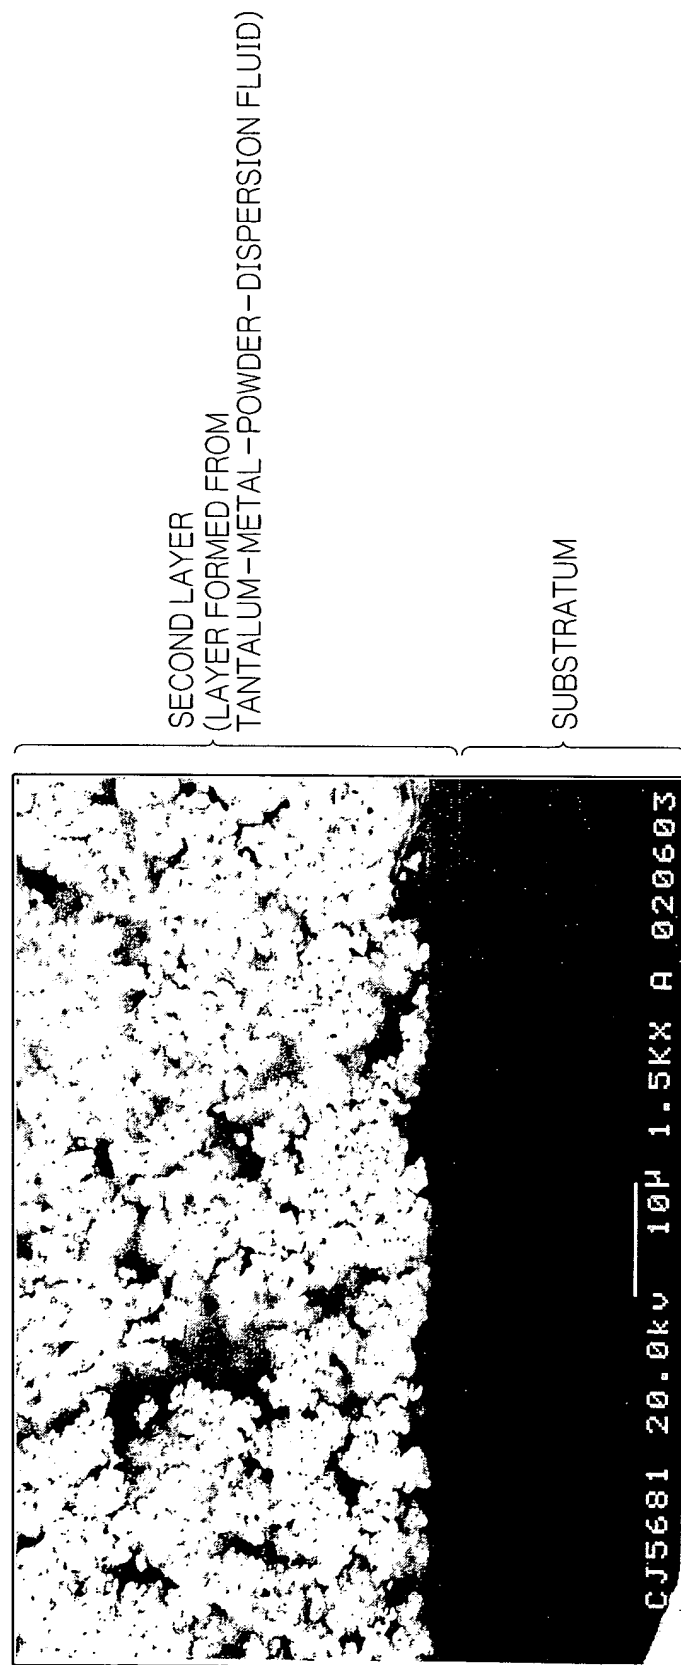 SECOND LAYER
(LAYER FORMED FROM
TANTALUM-METAL-POWDER-DISPERSION FLUID)
SUBSTRATUM
CJ5681 20.0kv 10µ 1.5KX A 020603